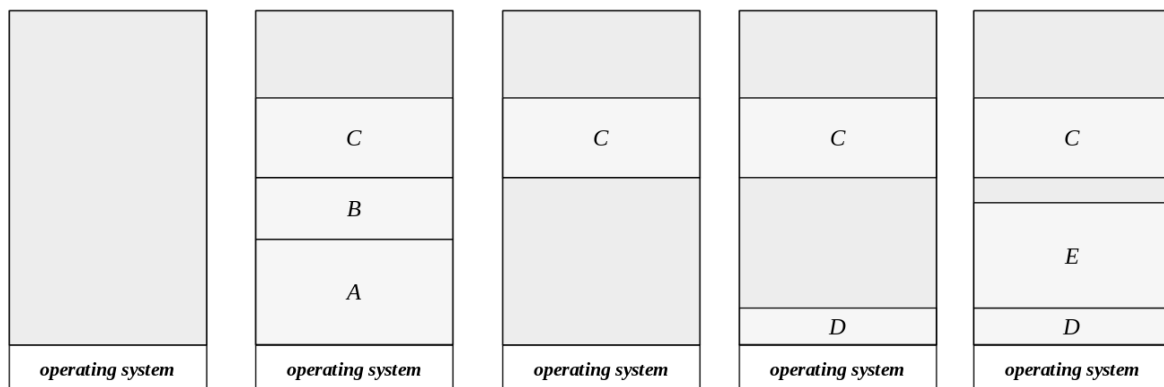 C
B
A
operating system
C
operating system
C
D
operating system
C
E
D
operating system
operating system